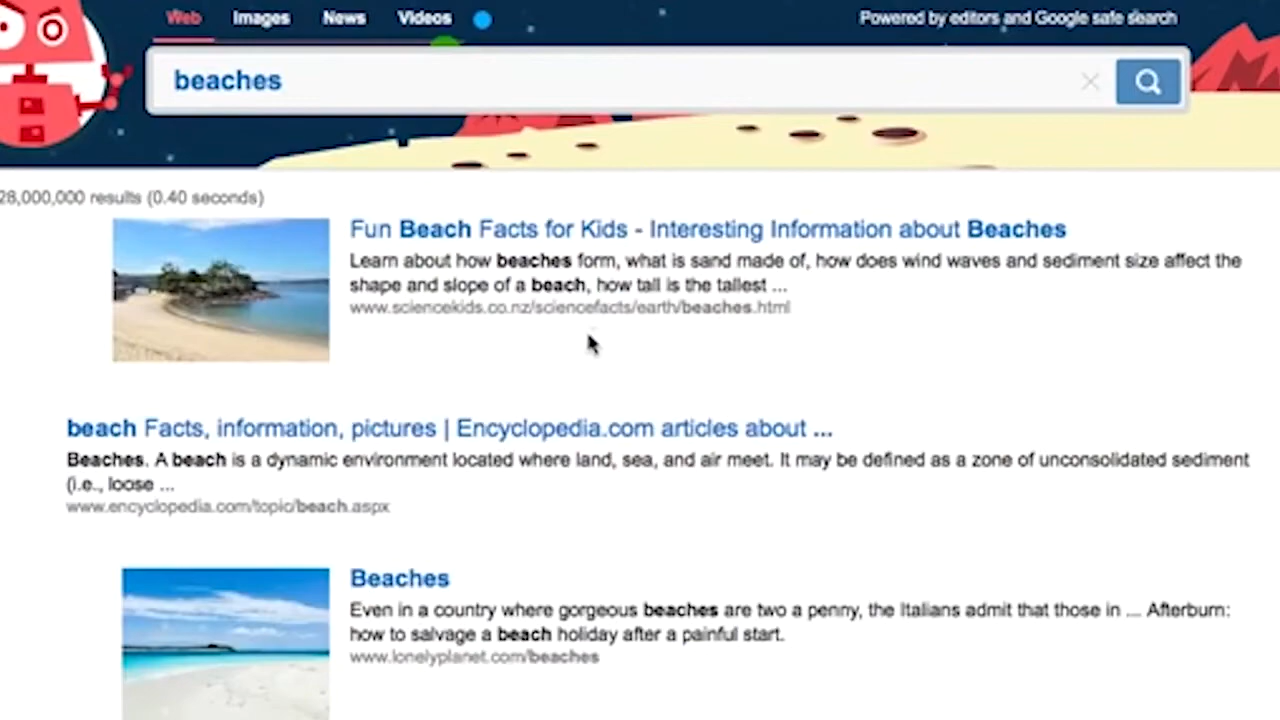 Web Images News Videos
Powered by editors and Google safe search
beaches
28,000,000 results (0.40 seconds)
Fun Beach Facts for Kids - Interesting Information about Beaches
Learn about how beaches form, what is sand made of, how does wind waves and sediment size affect the
shape and slope of a beach, how tall is the tallest ...
www.sciencekids.co.nz/sciencefacts/earth/beaches.html
beach Facts, information, pictures | Encyclopedia.com articles about ...
Beaches. A beach is a dynamic environment located where land, sea, and air meet. It may be defined as a zone of unconsolidated sediment
(i.e., loose ...
www.encyclopedia.com/topic/beach.aspx
Beaches
Even in a country where gorgeous beaches are two a penny, the Italians admit that those in ... Afterburn:
how to salvage a beach holiday after a painful start.
www.lonelyplanet.com/beaches